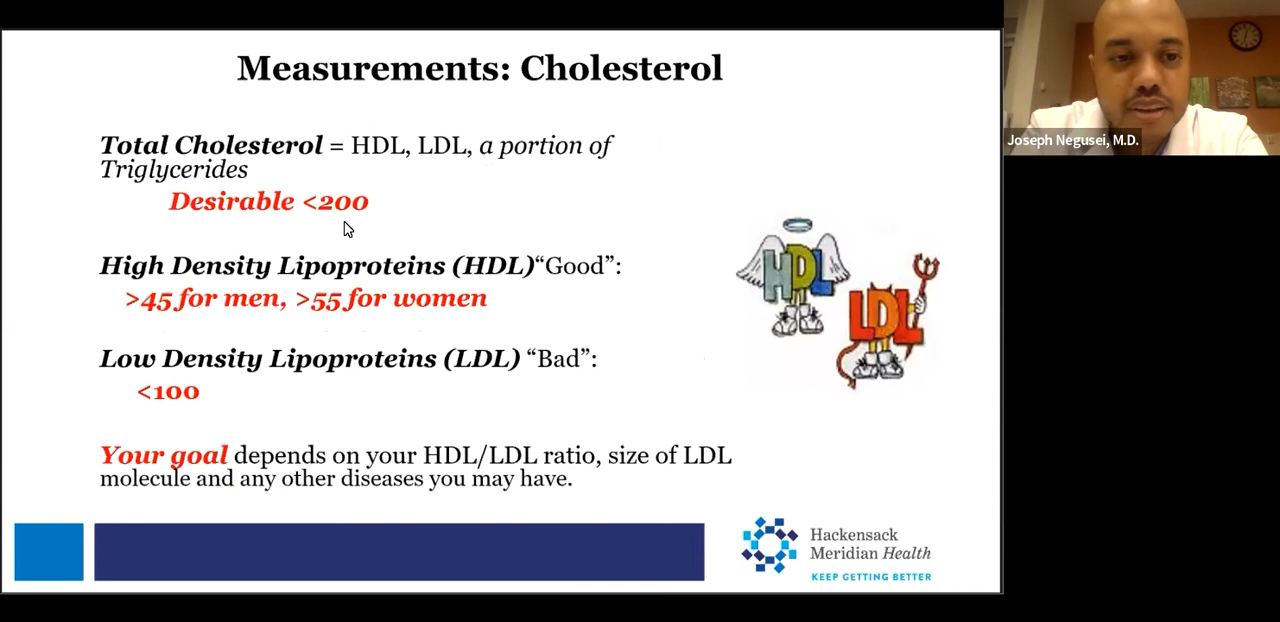 Measurements: Cholesterol
Total Cholesterol = HDL, LDL, a portion of
Triglycerides
Desirable <200
High Density Lipoproteins (HDL)“Good”:
>45 for men, >55 for women
Low Density Lipoproteins (LDL) “Bad”:
<100
Your goal depends on your HDL/LDL ratio, size of LDL
molecule and any other diseases you may have.
HDL
LDL
Hackensack
Meridian Health
KEEP GETTING BETTER
Joseph Negusei, M.D.